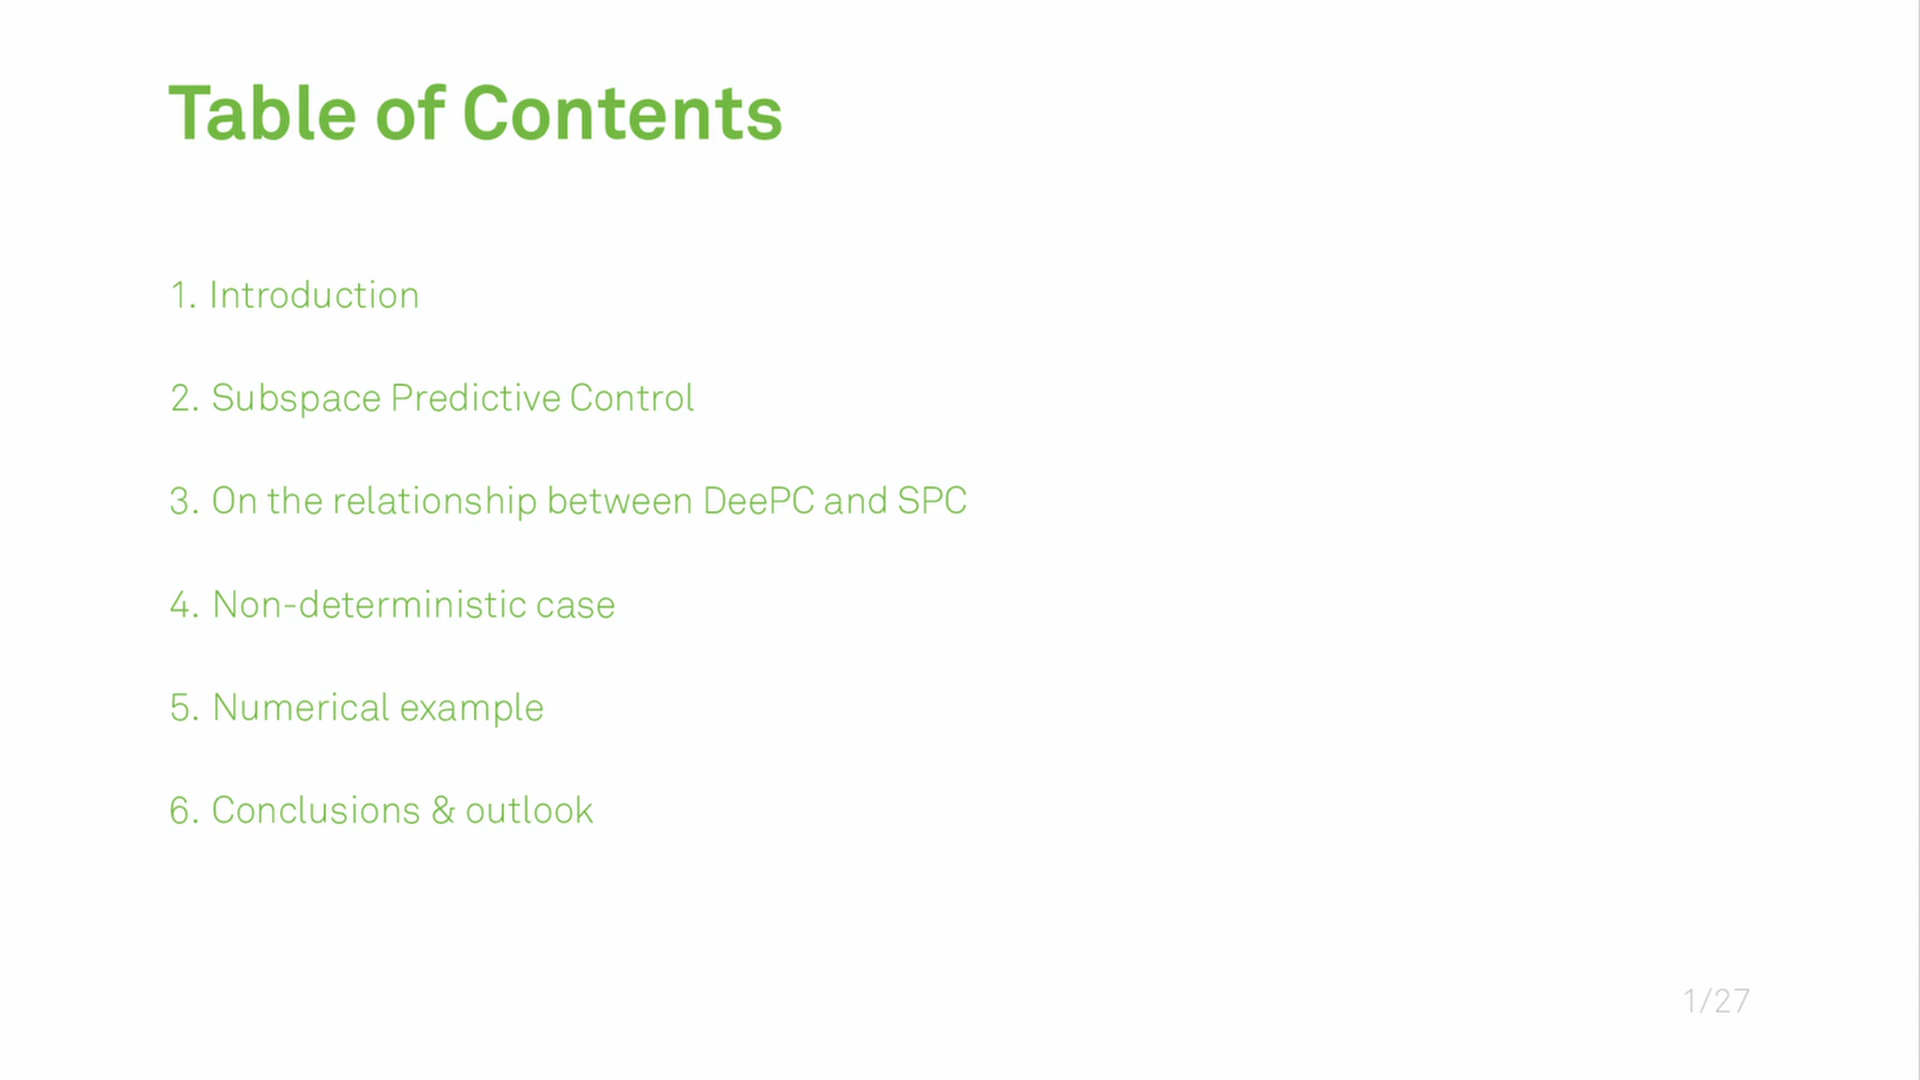 Table of Contents
1. Introduction
2. Subspace Predictive Control
3. On the relationship between DeePC and SPC
4. Non-deterministic case
5. Numerical example
6. Conclusions & outlook
1/27